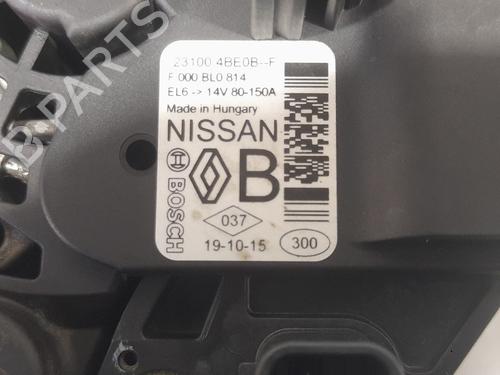 23100 4BE0B--F
F 000 BL0 814
EL6 -> 14V 80-150A
Made in Hungary
NISSAN
B
BOSCH
037
19-10-15
300
B-Parts